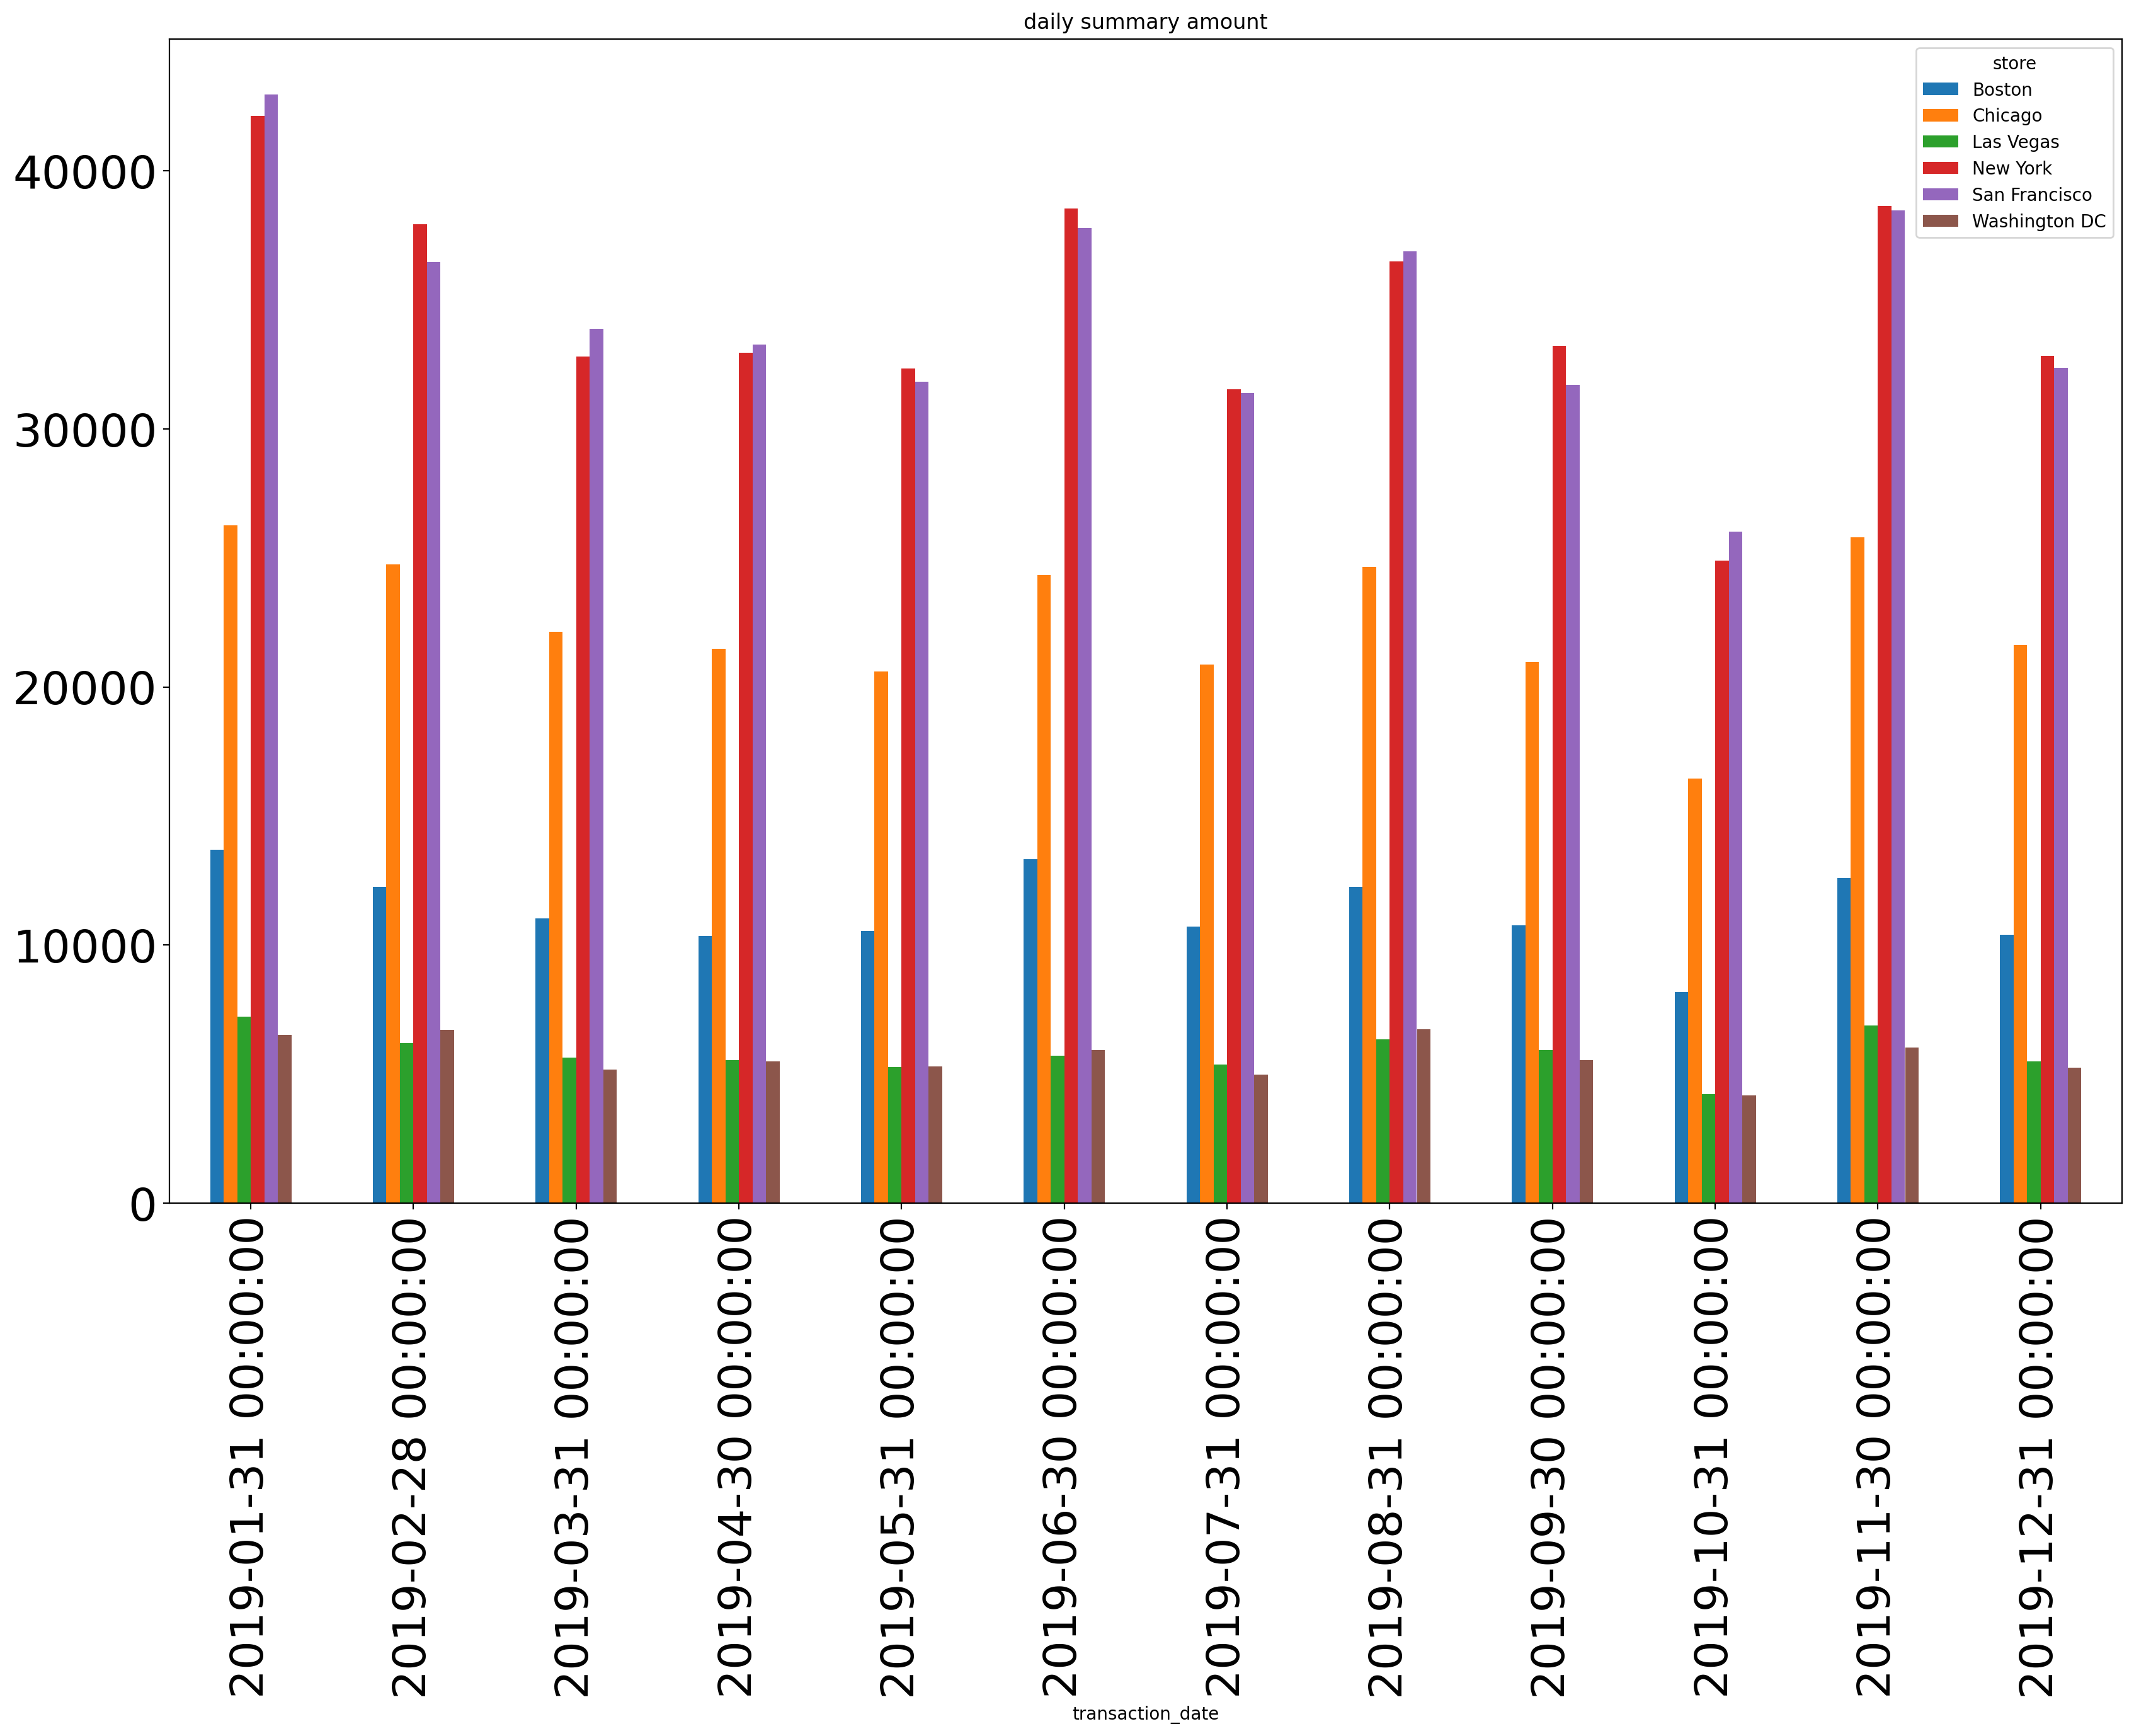 daily summary amount
store
Boston
Chicago
Las Vegas
New York
San Francisco
Washington DC
40000
30000
20000
10000
0
2019-01-31 00:00:00
2019-02-28 00:00:00
2019-03-31 00:00:00
2019-04-30 00:00:00
2019-05-31 00:00:00
2019-06-30 00:00:00
2019-07-31 00:00:00
2019-08-31 00:00:00
2019-09-30 00:00:00
2019-10-31 00:00:00
2019-11-30 00:00:00
2019-12-31 00:00:00
transaction_date